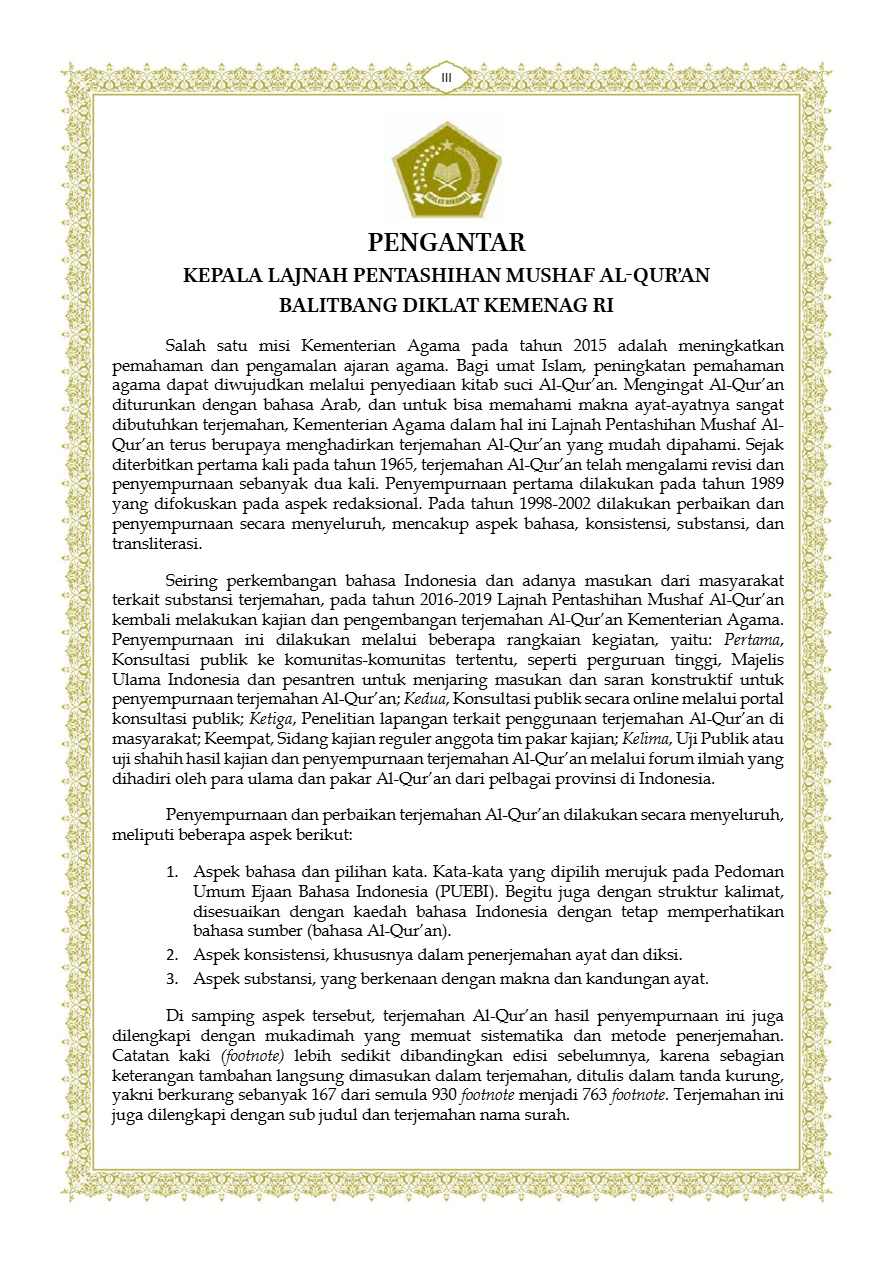 III
IKHLAS BERAMAL
PENGANTAR
KEPALA LAJNAH PENTASHIHAN MUSHAF AL-QUR’AN
BALITBANG DIKLAT KEMENAG RI
Salah satu misi Kementerian Agama pada tahun 2015 adalah meningkatkan
pemahaman dan pengamalan ajaran agama. Bagi umat Islam, peningkatan pemahaman
agama dapat diwujudkan melalui penyediaan kitab suci Al-Qur’an. Mengingat Al-Qur’an
diturunkan dengan bahasa Arab, dan untuk bisa memahami makna ayat-ayatnya sangat
dibutuhkan terjemahan, Kementerian Agama dalam hal ini Lajnah Pentashihan Mushaf Al-
Qur’an terus berupaya menghadirkan terjemahan Al-Qur’an yang mudah dipahami. Sejak
diterbitkan pertama kali pada tahun 1965, terjemahan Al-Qur’an telah mengalami revisi dan
penyempurnaan sebanyak dua kali. Penyempurnaan pertama dilakukan pada tahun 1989
yang difokuskan pada aspek redaksional. Pada tahun 1998-2002 dilakukan perbaikan dan
penyempurnaan secara menyeluruh, mencakup aspek bahasa, konsistensi, substansi, dan
transliterasi.
Seiring perkembangan bahasa Indonesia dan adanya masukan dari masyarakat
terkait substansi terjemahan, pada tahun 2016-2019 Lajnah Pentashihan Mushaf Al-Qur’an
kembali melakukan kajian dan pengembangan terjemahan Al-Qur’an Kementerian Agama.
Penyempurnaan ini dilakukan melalui beberapa rangkaian kegiatan, yaitu: Pertama,
Konsultasi publik ke komunitas-komunitas tertentu, seperti perguruan tinggi, Majelis
Ulama Indonesia dan pesantren untuk menjaring masukan dan saran konstruktif untuk
penyempurnaan terjemahan Al-Qur’an; Kedua, Konsultasi publik secara online melalui portal
konsultasi publik; Ketiga, Penelitian lapangan terkait penggunaan terjemahan Al-Qur’an di
masyarakat; Keempat, Sidang kajian reguler anggota tim pakar kajian; Kelima, Uji Publik atau
uji shahih hasil kajian dan penyempurnaan terjemahan Al-Qur’an melalui forum ilmiah yang
dihadiri oleh para ulama dan pakar Al-Qur’an dari pelbagai provinsi di Indonesia.
Penyempurnaan dan perbaikan terjemahan Al-Qur’an dilakukan secara menyeluruh,
meliputi beberapa aspek berikut:
1. Aspek bahasa dan pilihan kata. Kata-kata yang dipilih merujuk pada Pedoman
Umum Ejaan Bahasa Indonesia (PUEBI). Begitu juga dengan struktur kalimat,
disesuaikan dengan kaedah bahasa Indonesia dengan tetap memperhatikan
bahasa sumber (bahasa Al-Qur’an).
2. Aspek konsistensi, khususnya dalam penerjemahan ayat dan diksi.
3. Aspek substansi, yang berkenaan dengan makna dan kandungan ayat.
Di samping aspek tersebut, terjemahan Al-Qur’an hasil penyempurnaan ini juga
dilengkapi dengan mukadimah yang memuat sistematika dan metode penerjemahan.
Catatan kaki (footnote) lebih sedikit dibandingkan edisi sebelumnya, karena sebagian
keterangan tambahan langsung dimasukan dalam terjemahan, ditulis dalam tanda kurung,
yakni berkurang sebanyak 167 dari semula 930 footnote menjadi 763 footnote. Terjemahan ini
juga dilengkapi dengan sub judul dan terjemahan nama surah.